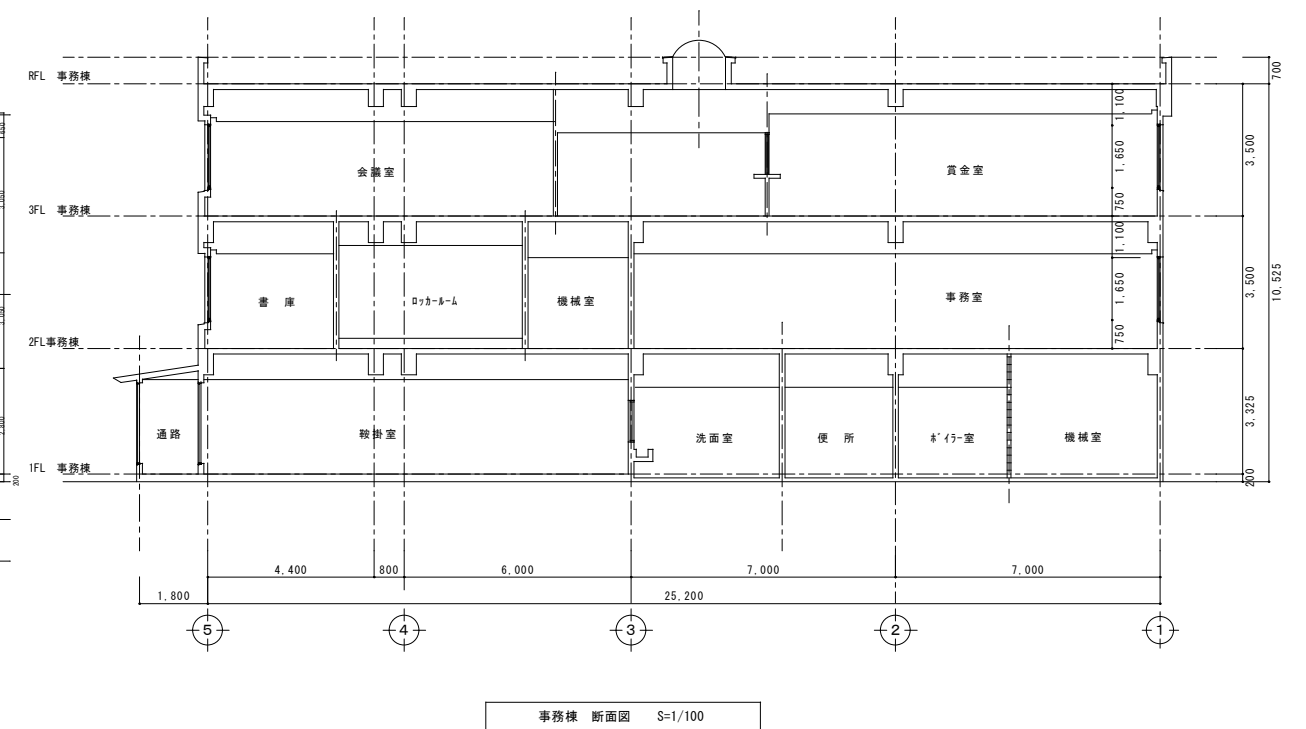 RFL 事務棟
700
1,100
会議室
賞金室
1,650
3,500
3FL 事務棟
750
1,100
書 庫
ロッカールーム
機械室
事務室
1,650
3,500
10,525
2FL事務棟
750
通路
鞍掛室
洗面室
便 所
ボイラー室
機械室
3,325
1FL 事務棟
200
200
4,400
800
6,000
7,000
7,000
1,800
25,200
5
4
3
2
1
事務棟 断面図 S=1/100